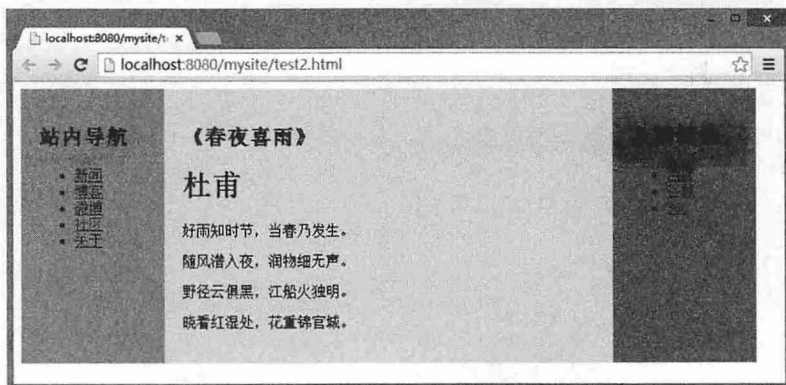 localhost:8080/mysite/t
localhost:8080/mysite/test2.html
站内导航
新闻
博客
微博
社区
关于
《春夜喜雨》
杜甫
好雨知时节，当春乃发生。
随风潜入夜，润物细无声。
野径云俱黑，江船火独明。
晓看红湿处，花重锦官城。